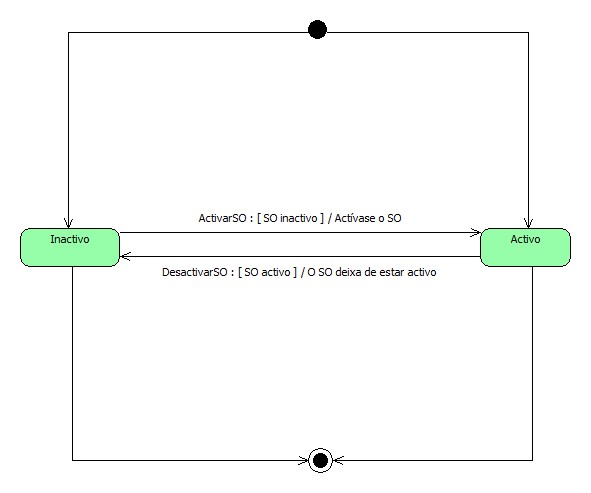 ActivarSO : [ SO inactivo ] / Actívase o SO
Inactivo
Activo
DesactivarSO : [ SO activo ] / O SO deixa de estar activo